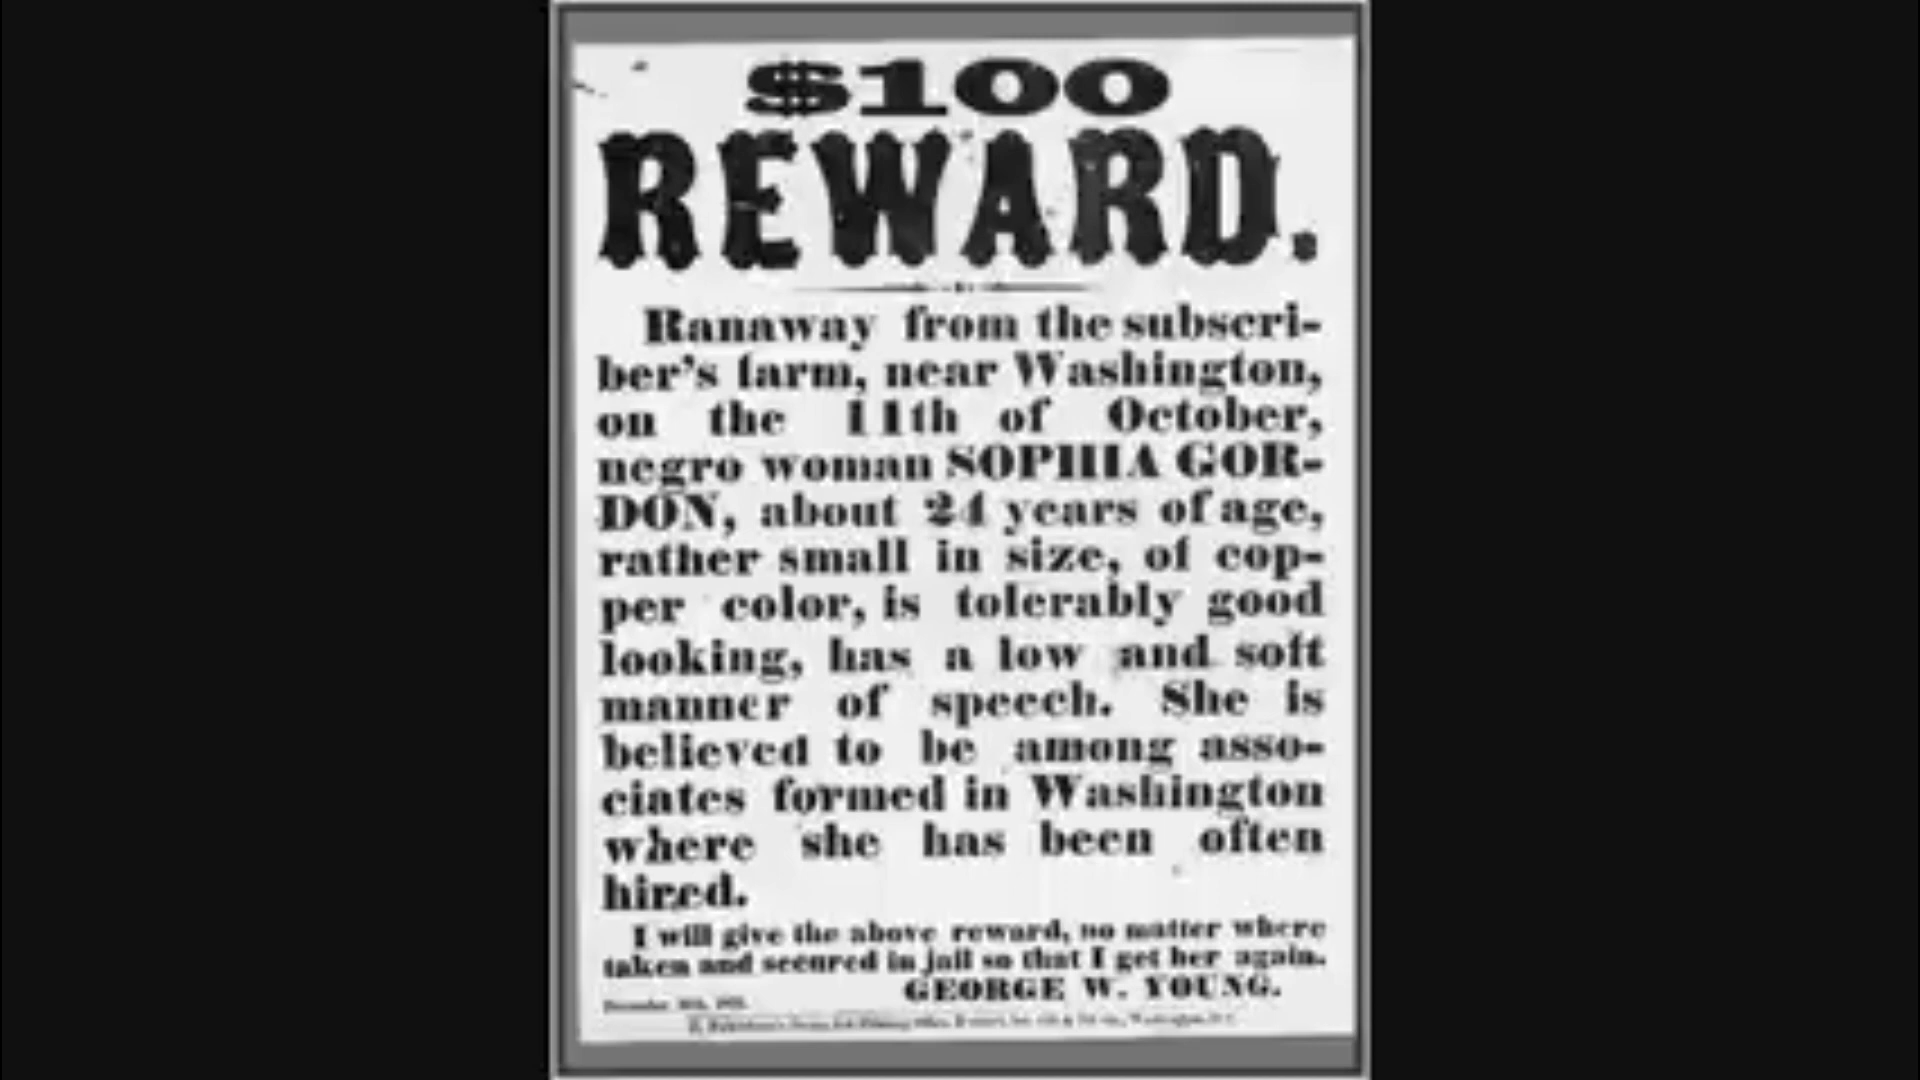 $100
REWARD.
Ranaway from the subscri-
ber's farm, near Washington,
on the 11th of October,
negro woman SOPHIA GOR-
DON, about 24 years of age,
rather small in size, of cop-
per color, is tolerably good
looking, has a low and soft
manner of speech. She is
believed to be among asso-
ciates formed in Washington
where she has been often
hired.
I will give the above reward, no matter where
taken and secured in jail so that I get her again.
GEORGE W. YOUNG.